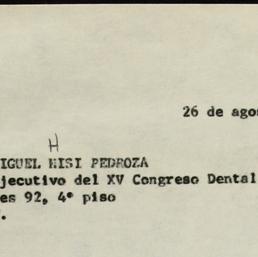 26 de ago
H
IGUEL HISI PEDROZA
jecutivo del XV Congreso Dental
es 92, 4° piso
.